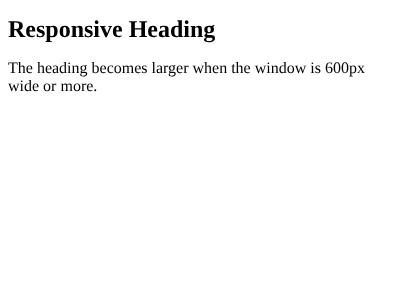 Responsive Heading
The heading becomes larger when the window is 600px
wide or more.